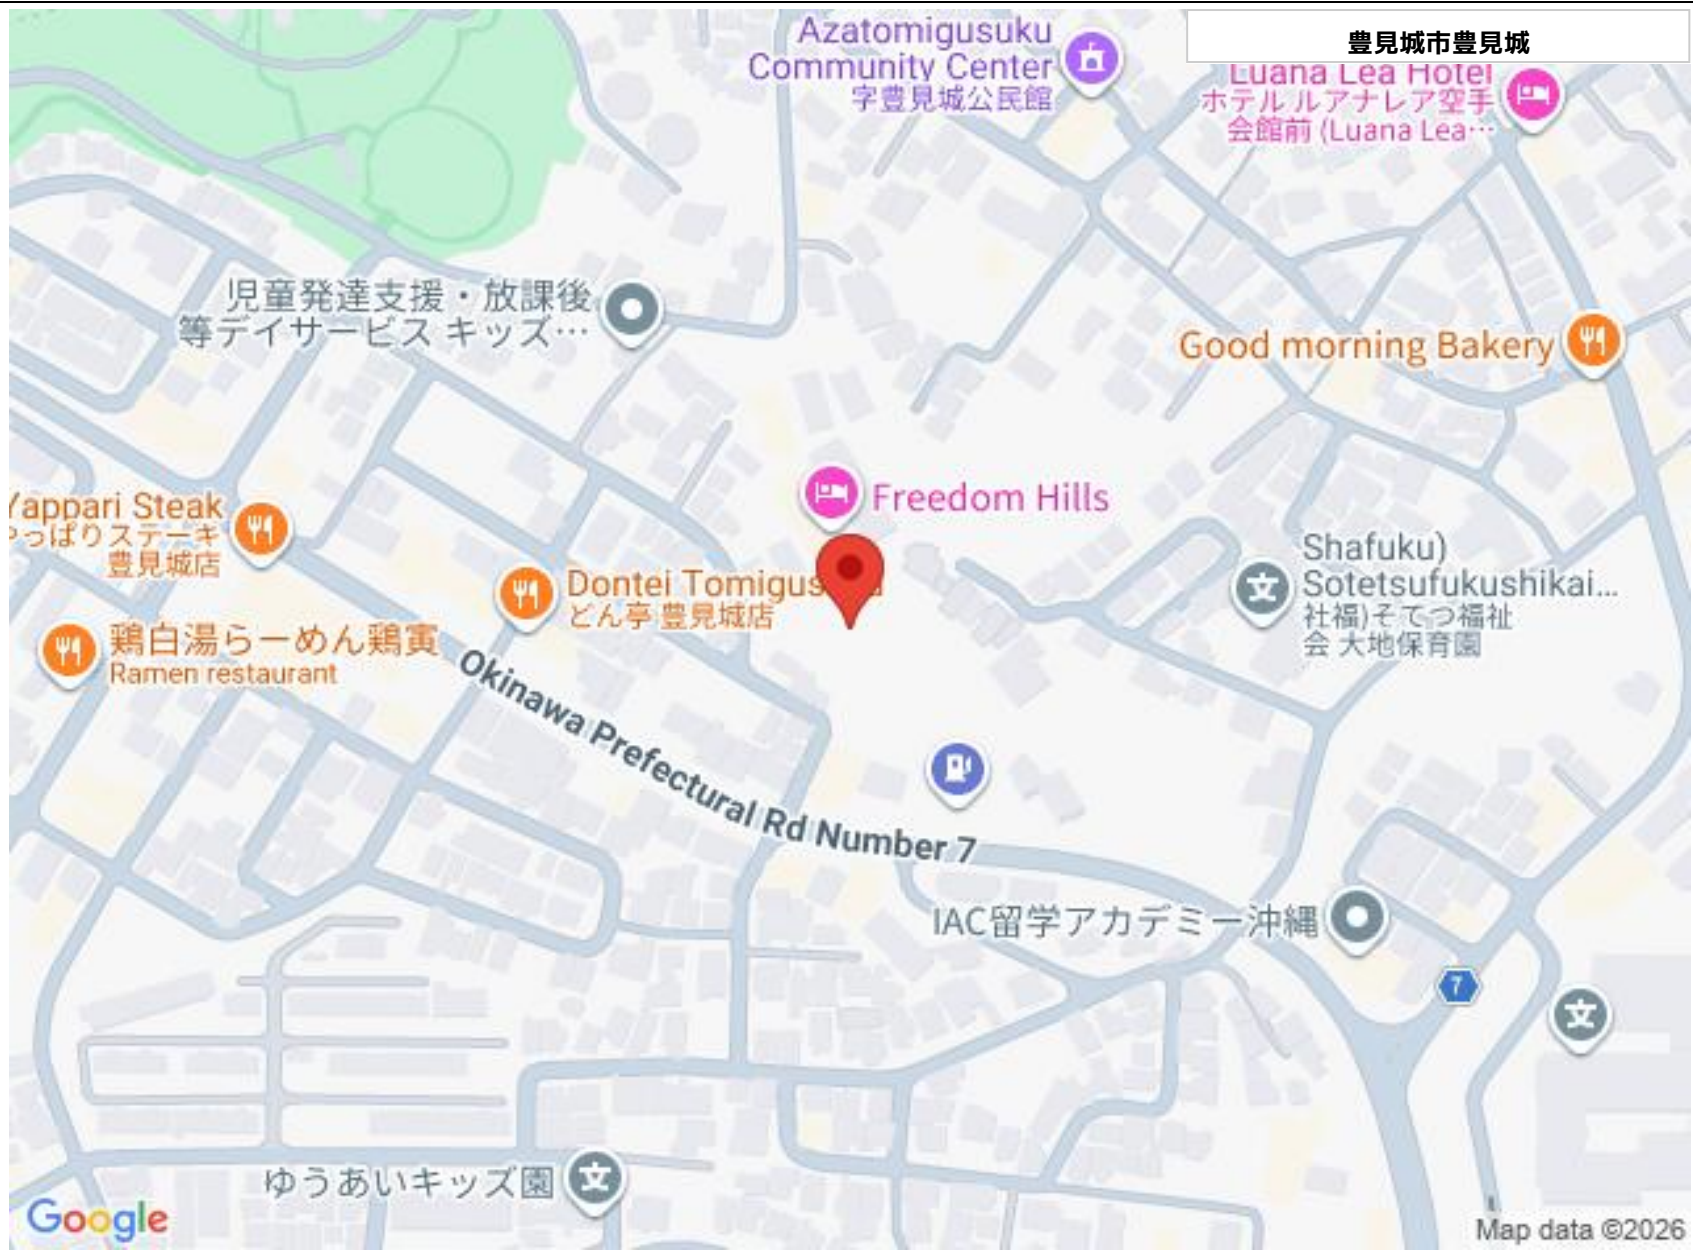 豊見城市豊見城
Azatomigusuku
Community Center
字豊見城公民館
Luana Lea Hotel
ホテル ルアナレア空手
会館前 (Luana Lea…
児童発達支援・放課後
等デイサービス キッズ…
Good morning Bakery
Freedom Hills
Yappari Steak
やっぱりステーキ
豊見城店
Dontei
どん亭 豊見城店
Shafuku)
Sotetsufukushikai...
社福)そてつ福祉
会 大地保育園
鶏白湯らーめん鶏寅
Ramen restaurant
Okinawa Prefectural Rd Number 7
IAC留学アカデミー沖縄
7
ゆうあいキッズ園
Google
Map data ©2026